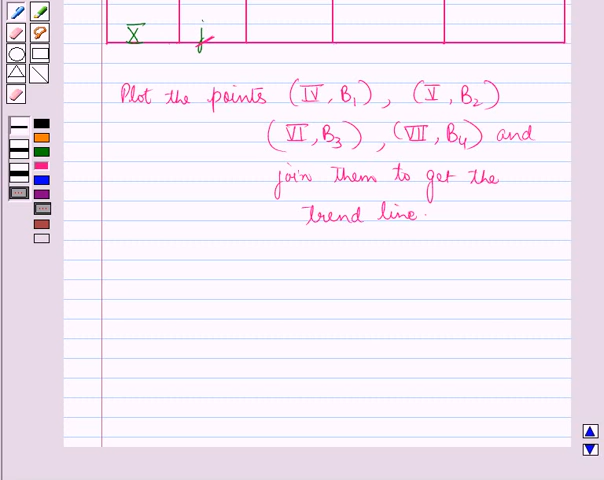 X j
Plot the points (IV, B₁), (V, B₂)
(VI, B₃), (VII, B₄) and
join them to get the
trend line.